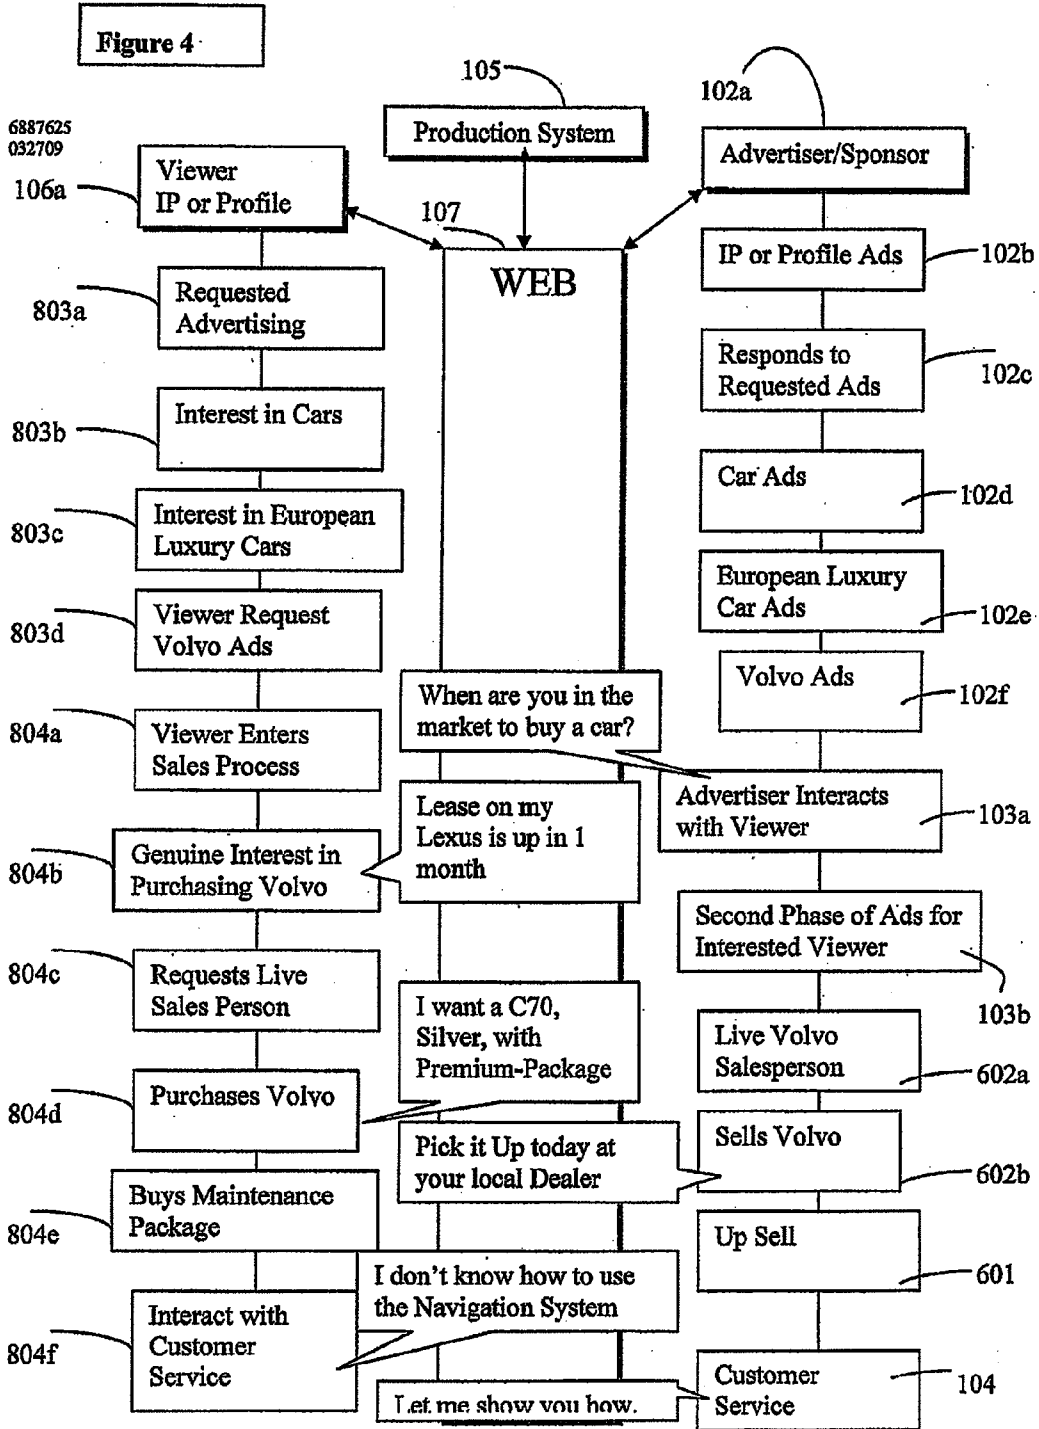 Figure 4
6887625
032709
105
Production System
102a
Advertiser/Sponsor
106a
Viewer
IP or Profile
107
WEB
IP or Profile Ads
102b
803a
Requested
Advertising
Responds to
Requested Ads
102c
803b
Interest in Cars
Car Ads
102d
803c
Interest in European
Luxury Cars
European Luxury
Car Ads
102e
803d
Viewer Request
Volvo Ads
Volvo Ads
102f
804a
Viewer Enters
Sales Process
When are you in the
market to buy a car?
Advertiser Interacts
with Viewer
103a
804b
Genuine Interest in
Purchasing Volvo
Lease on my
Lexus is up in 1
month
Second Phase of Ads for
Interested Viewer
103b
804c
Requests Live
Sales Person
Live Volvo
Salesperson
602a
804d
Purchases Volvo
I want a C70,
Silver, with
Premium-Package
Sells Volvo
602b
Pick it Up today at
your local Dealer
804e
Buys Maintenance
Package
Up Sell
601
804f
Interact with
Customer
Service
I don't know how to use
the Navigation System
Let me show you how.
Customer
Service
104